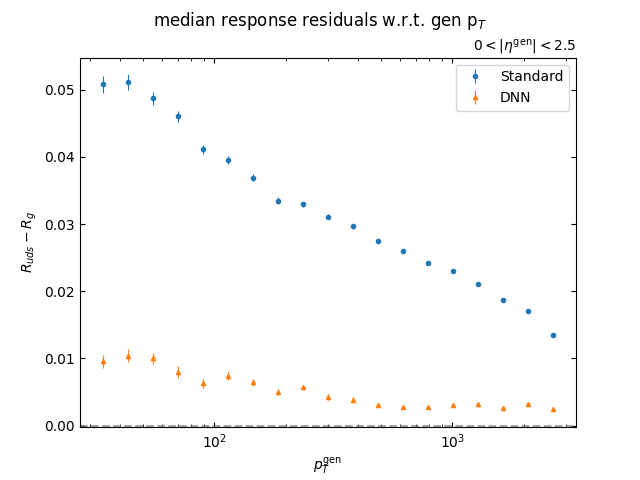 median response residuals w.r.t. gen p_T
0 < |η^gen| < 2.5
Standard
DNN
0.05
0.04
0.03
0.02
0.01
0.00
R_uds − R_g
10^2
10^3
p_T^gen